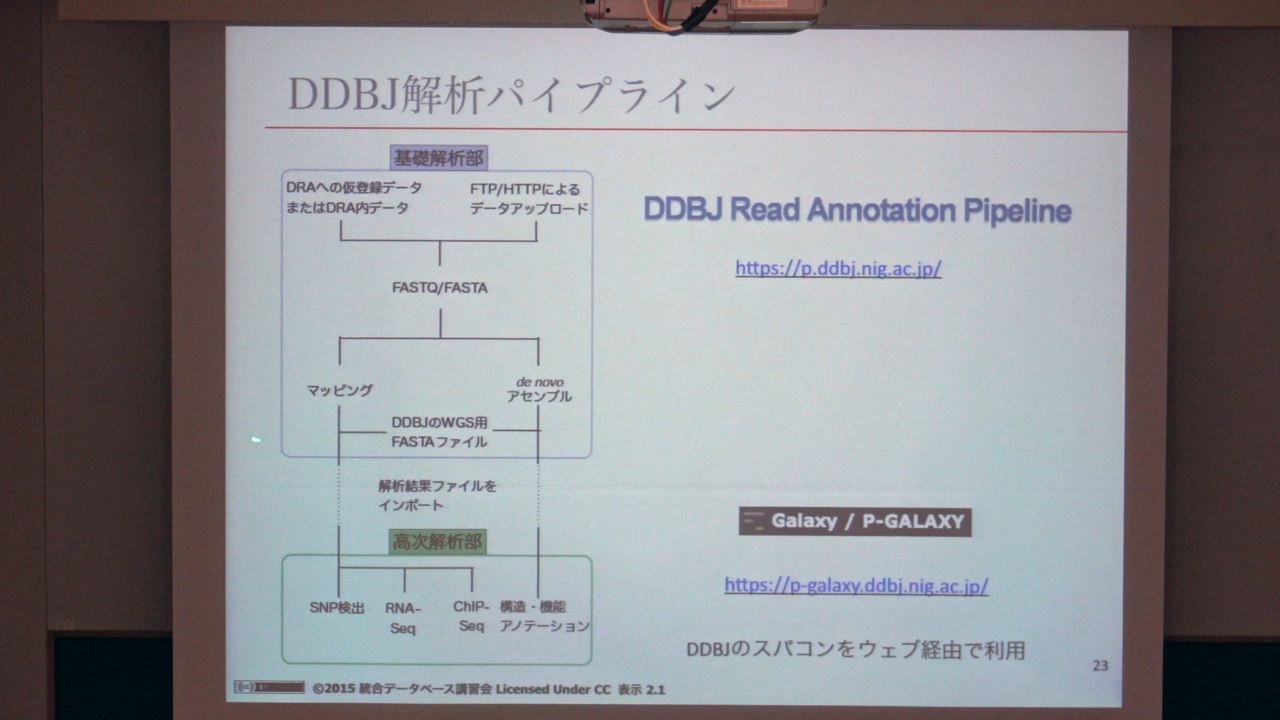 DDBJ解析パイプライン
基礎解析部
DRAへの仮登録データ
またはDRA内データ
FTP/HTTPによる
データアップロード
FASTQ/FASTA
マッピング
de novo
アセンブル
DDBJのWGS用
FASTAファイル
解析結果ファイルを
インポート
高次解析部
SNP検出
RNA-
Seq
ChIP-
Seq
構造・機能
アノテーション
DDBJ Read Annotation Pipeline
https://p.ddbj.nig.ac.jp/
Galaxy / P-GALAXY
https://p-galaxy.ddbj.nig.ac.jp/
DDBJのスパコンをウェブ経由で利用
23
©2015 統合データベース講習会 Licensed Under CC 表示 2.1